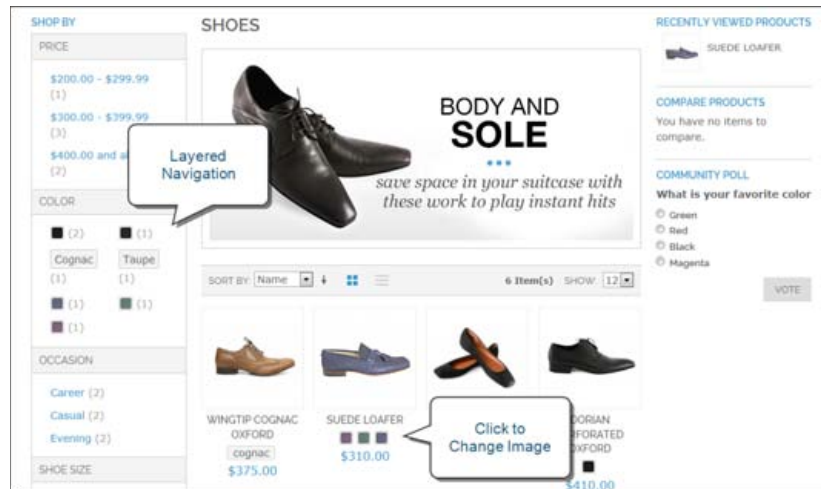 SHOP BY
PRICE
$200.00 - $299.99
(1)
$300.00 - $399.99
(3)
$400.00 and
(2)
Layered
Navigation
COLOR
(2) (1)
Cognac Taupe
(1) (1)
(1) (1)
(1)
OCCASION
Career (2)
Casual (2)
Evening (2)
SHOE SIZE
SHOES
BODY AND
SOLE
save space in your suitcase with
these work to play instant hits
SORT BY: Name 6 Item(s) SHOW: 12
WINGTIP COGNAC
OXFORD
cognac
$375.00
SUEDE LOAFER
$310.00
Click to
Change Image
DORIAN
OXFORD
$410.00
RECENTLY VIEWED PRODUCTS
SUEDE LOAFER
COMPARE PRODUCTS
You have no items to
compare.
COMMUNITY POLL
What is your favorite color
Green
Red
Black
Magenta
VOTE